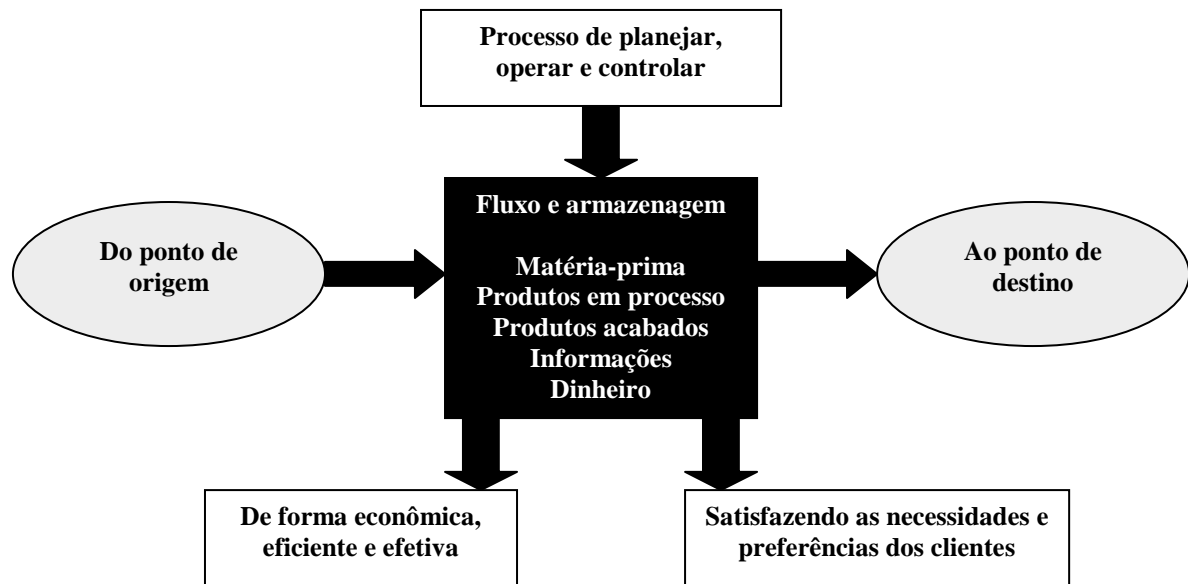 Processo de planejar,
operar e controlar
Fluxo e armazenagem
Do ponto de
origem
Matéria-prima
Produtos em processo
Produtos acabados
Informações
Dinheiro
Ao ponto de
destino
De forma econômica,
eficiente e efetiva
Satisfazendo as necessidades e
preferências dos clientes